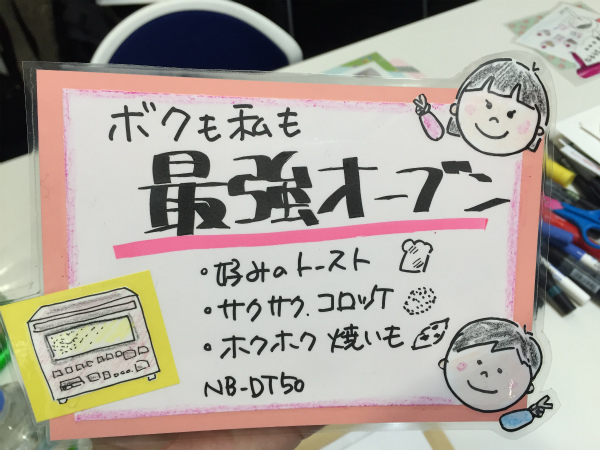 ボクも私も
最強オーブン
・好みのトースト
・サクサク.コロッケ
・ホクホク 焼いも
NB-DT50